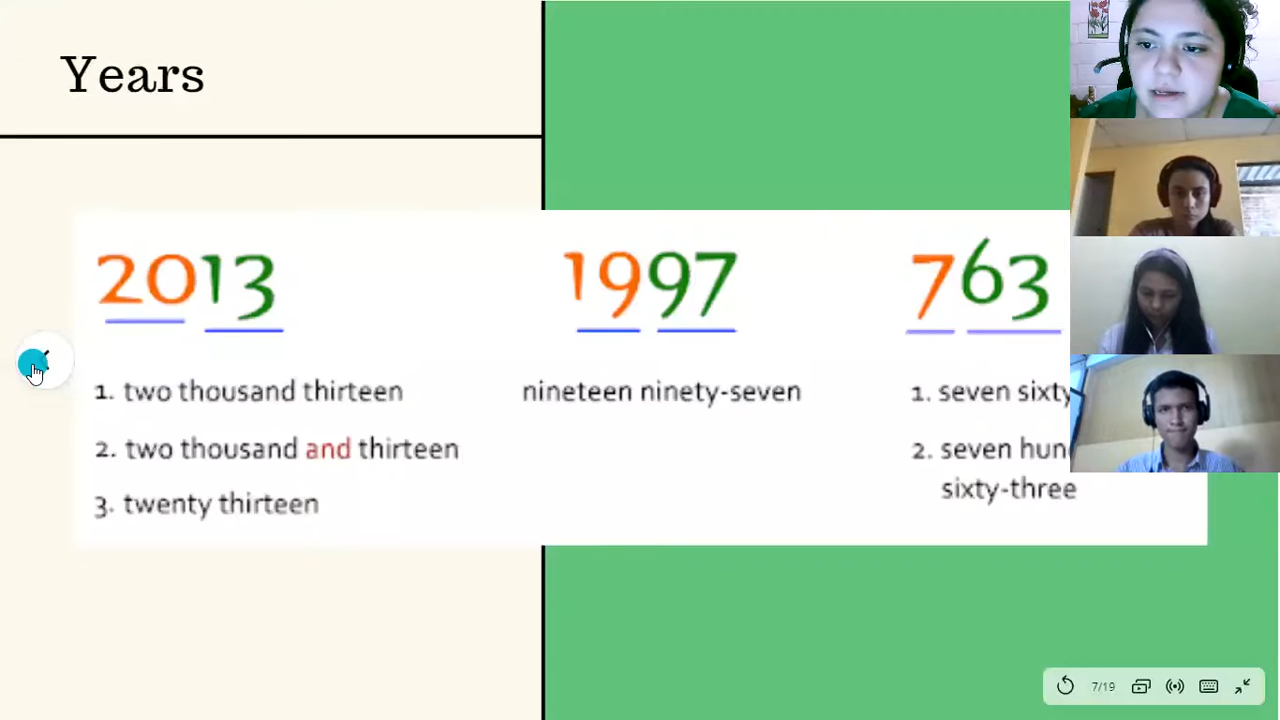 Years
2013
1997
763
1. two thousand thirteen
2. two thousand and thirteen
3. twenty thirteen
nineteen ninety-seven
1. seven sixty
2. seven
sixty-three
7/19